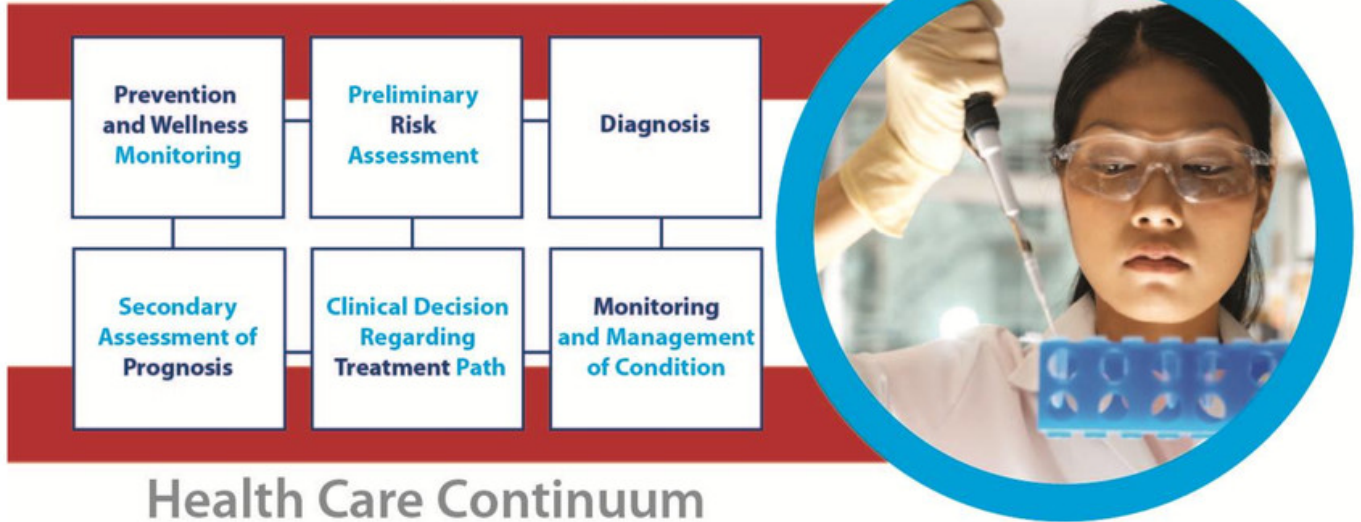 Prevention
and Wellness
Monitoring
Preliminary
Risk
Assessment
Diagnosis
Secondary
Assessment of
Prognosis
Clinical Decision
Regarding
Treatment Path
Monitoring
and Management
of Condition
Health Care Continuum